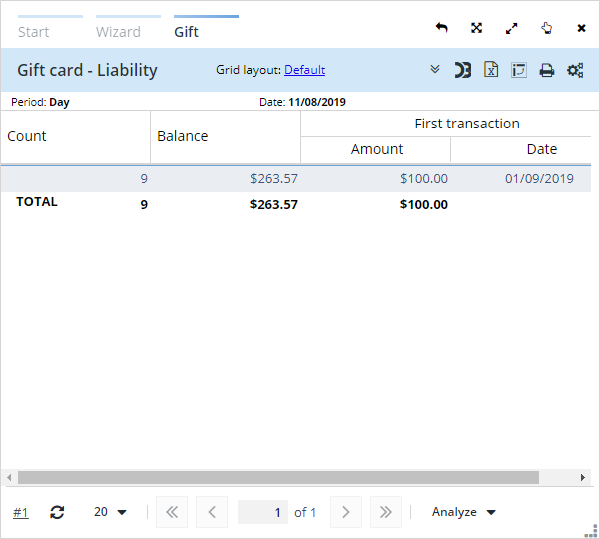 Start Wizard Gift
Gift card - Liability Grid layout: Default
Period: Day Date: 11/08/2019
Count Balance First transaction
Amount Date
9 $263.57 $100.00 01/09/2019
TOTAL 9 $263.57 $100.00
#1 20 1 of 1 Analyze